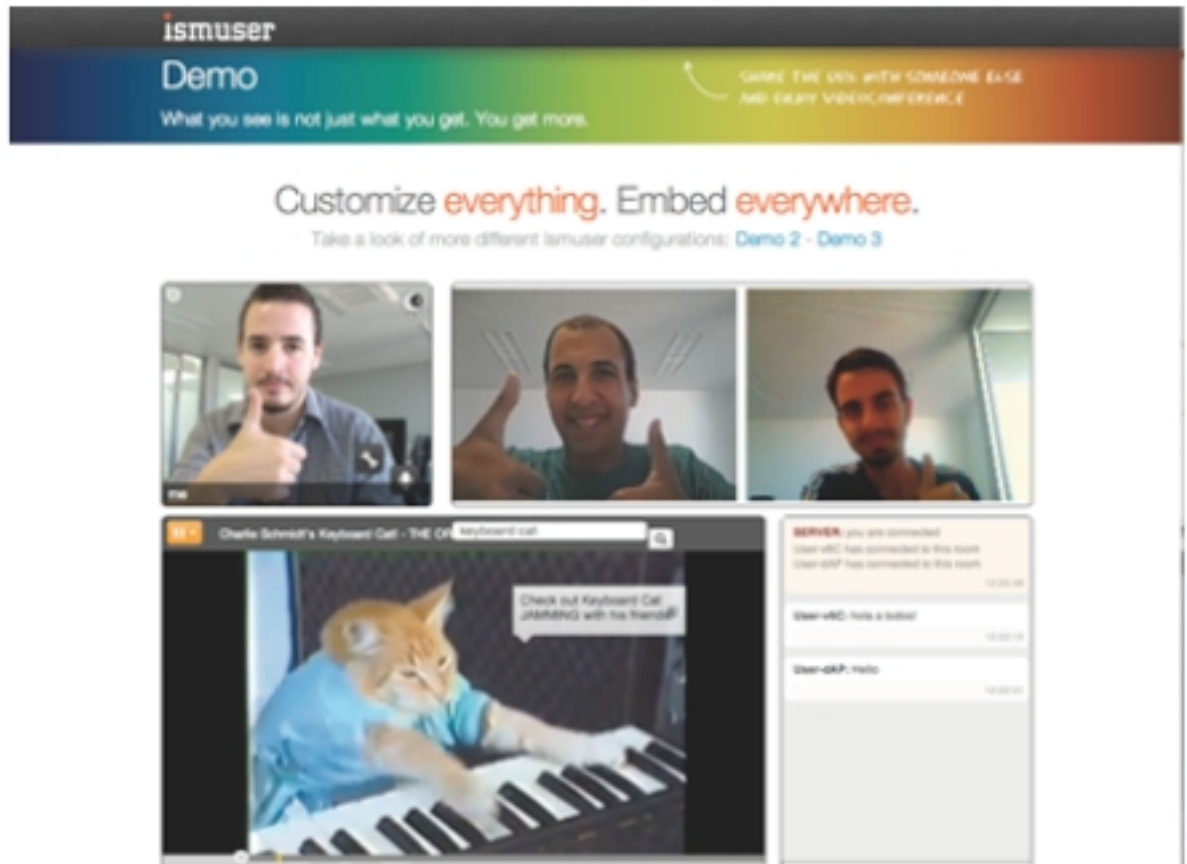 ismuser
Demo
SHARE THE URL WITH SOMEONE ELSE
AND ENJOY VIDEOCONFERENCE
What you see is not just what you get. You get more.
Customize everything. Embed everywhere.
Take a look of more different Ismuser configurations: Demo 2 - Demo 3
me
Charlie Schmidt's Keyboard Cat! - THE
keyboard cat
Check out Keyboard Cat
JAMMING with his friends
SERVER: you are connected
User-v6C has connected to this room
User-dAP has connected to this room
User-v6C: hola a todos!
User-dAP: Hello